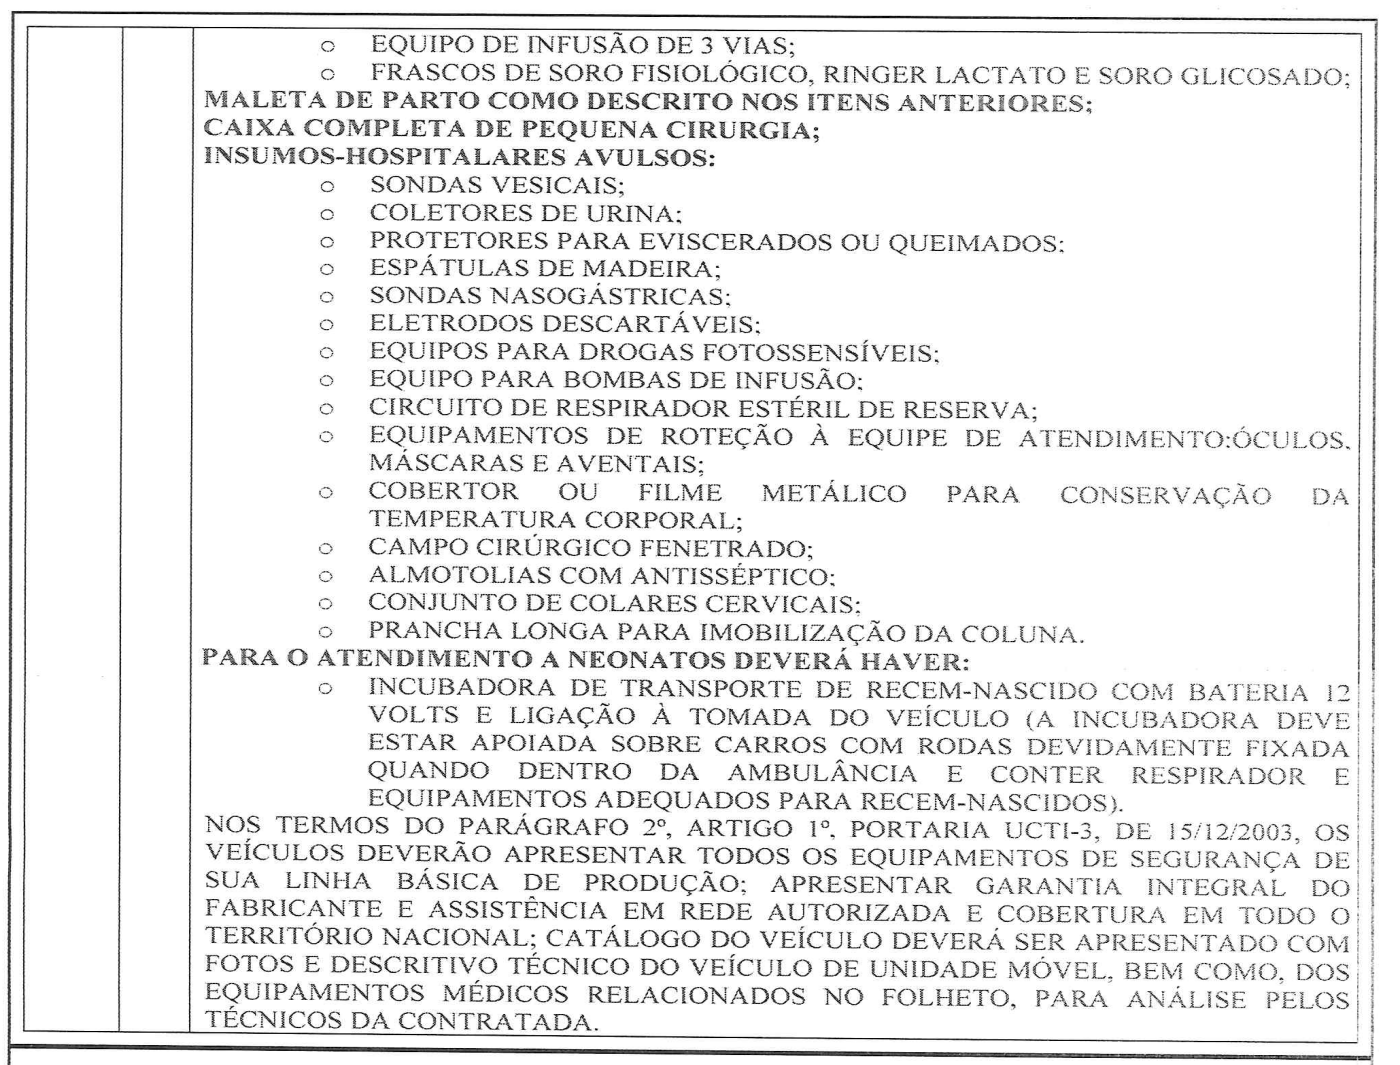 ○ EQUIPO DE INFUSÃO DE 3 VIAS;
○ FRASCOS DE SORO FISIOLÓGICO, RINGER LACTATO E SORO GLICOSADO;
MALETA DE PARTO COMO DESCRITO NOS ITENS ANTERIORES;
CAIXA COMPLETA DE PEQUENA CIRURGIA;
INSUMOS-HOSPITALARES AVULSOS:
○ SONDAS VESICAIS;
○ COLETORES DE URINA;
○ PROTETORES PARA EVISCERADOS OU QUEIMADOS;
○ ESPÁTULAS DE MADEIRA;
○ SONDAS NASOGÁSTRICAS;
○ ELETRODOS DESCARTÁVEIS;
○ EQUIPOS PARA DROGAS FOTOSSENSÍVEIS;
○ EQUIPO PARA BOMBAS DE INFUSÃO;
○ CIRCUITO DE RESPIRADOR ESTÉRIL DE RESERVA;
○ EQUIPAMENTOS DE ROTEÇÃO À EQUIPE DE ATENDIMENTO:ÓCULOS,
MÁSCARAS E AVENTAIS;
○ COBERTOR OU FILME METÁLICO PARA CONSERVAÇÃO DA
TEMPERATURA CORPORAL;
○ CAMPO CIRÚRGICO FENETRADO;
○ ALMOTOLIAS COM ANTISSÉPTICO;
○ CONJUNTO DE COLARES CERVICAIS;
○ PRANCHA LONGA PARA IMOBILIZAÇÃO DA COLUNA.
PARA O ATENDIMENTO A NEONATOS DEVERÁ HAVER:
○ INCUBADORA DE TRANSPORTE DE RECEM-NASCIDO COM BATERIA 12
VOLTS E LIGAÇÃO À TOMADA DO VEÍCULO (A INCUBADORA DEVE
ESTAR APOIADA SOBRE CARROS COM RODAS DEVIDAMENTE FIXADA
QUANDO DENTRO DA AMBULÂNCIA E CONTER RESPIRADOR E
EQUIPAMENTOS ADEQUADOS PARA RECEM-NASCIDOS).
NOS TERMOS DO PARÁGRAFO 2º, ARTIGO 1º, PORTARIA UCTI-3, DE 15/12/2003, OS
VEÍCULOS DEVERÃO APRESENTAR TODOS OS EQUIPAMENTOS DE SEGURANÇA DE
SUA LINHA BÁSICA DE PRODUÇÃO; APRESENTAR GARANTIA INTEGRAL DO
FABRICANTE E ASSISTÊNCIA EM REDE AUTORIZADA E COBERTURA EM TODO O
TERRITÓRIO NACIONAL; CATÁLOGO DO VEÍCULO DEVERÁ SER APRESENTADO COM
FOTOS E DESCRITIVO TÉCNICO DO VEÍCULO DE UNIDADE MÓVEL, BEM COMO, DOS
EQUIPAMENTOS MÉDICOS RELACIONADOS NO FOLHETO, PARA ANÁLISE PELOS
TÉCNICOS DA CONTRATADA.